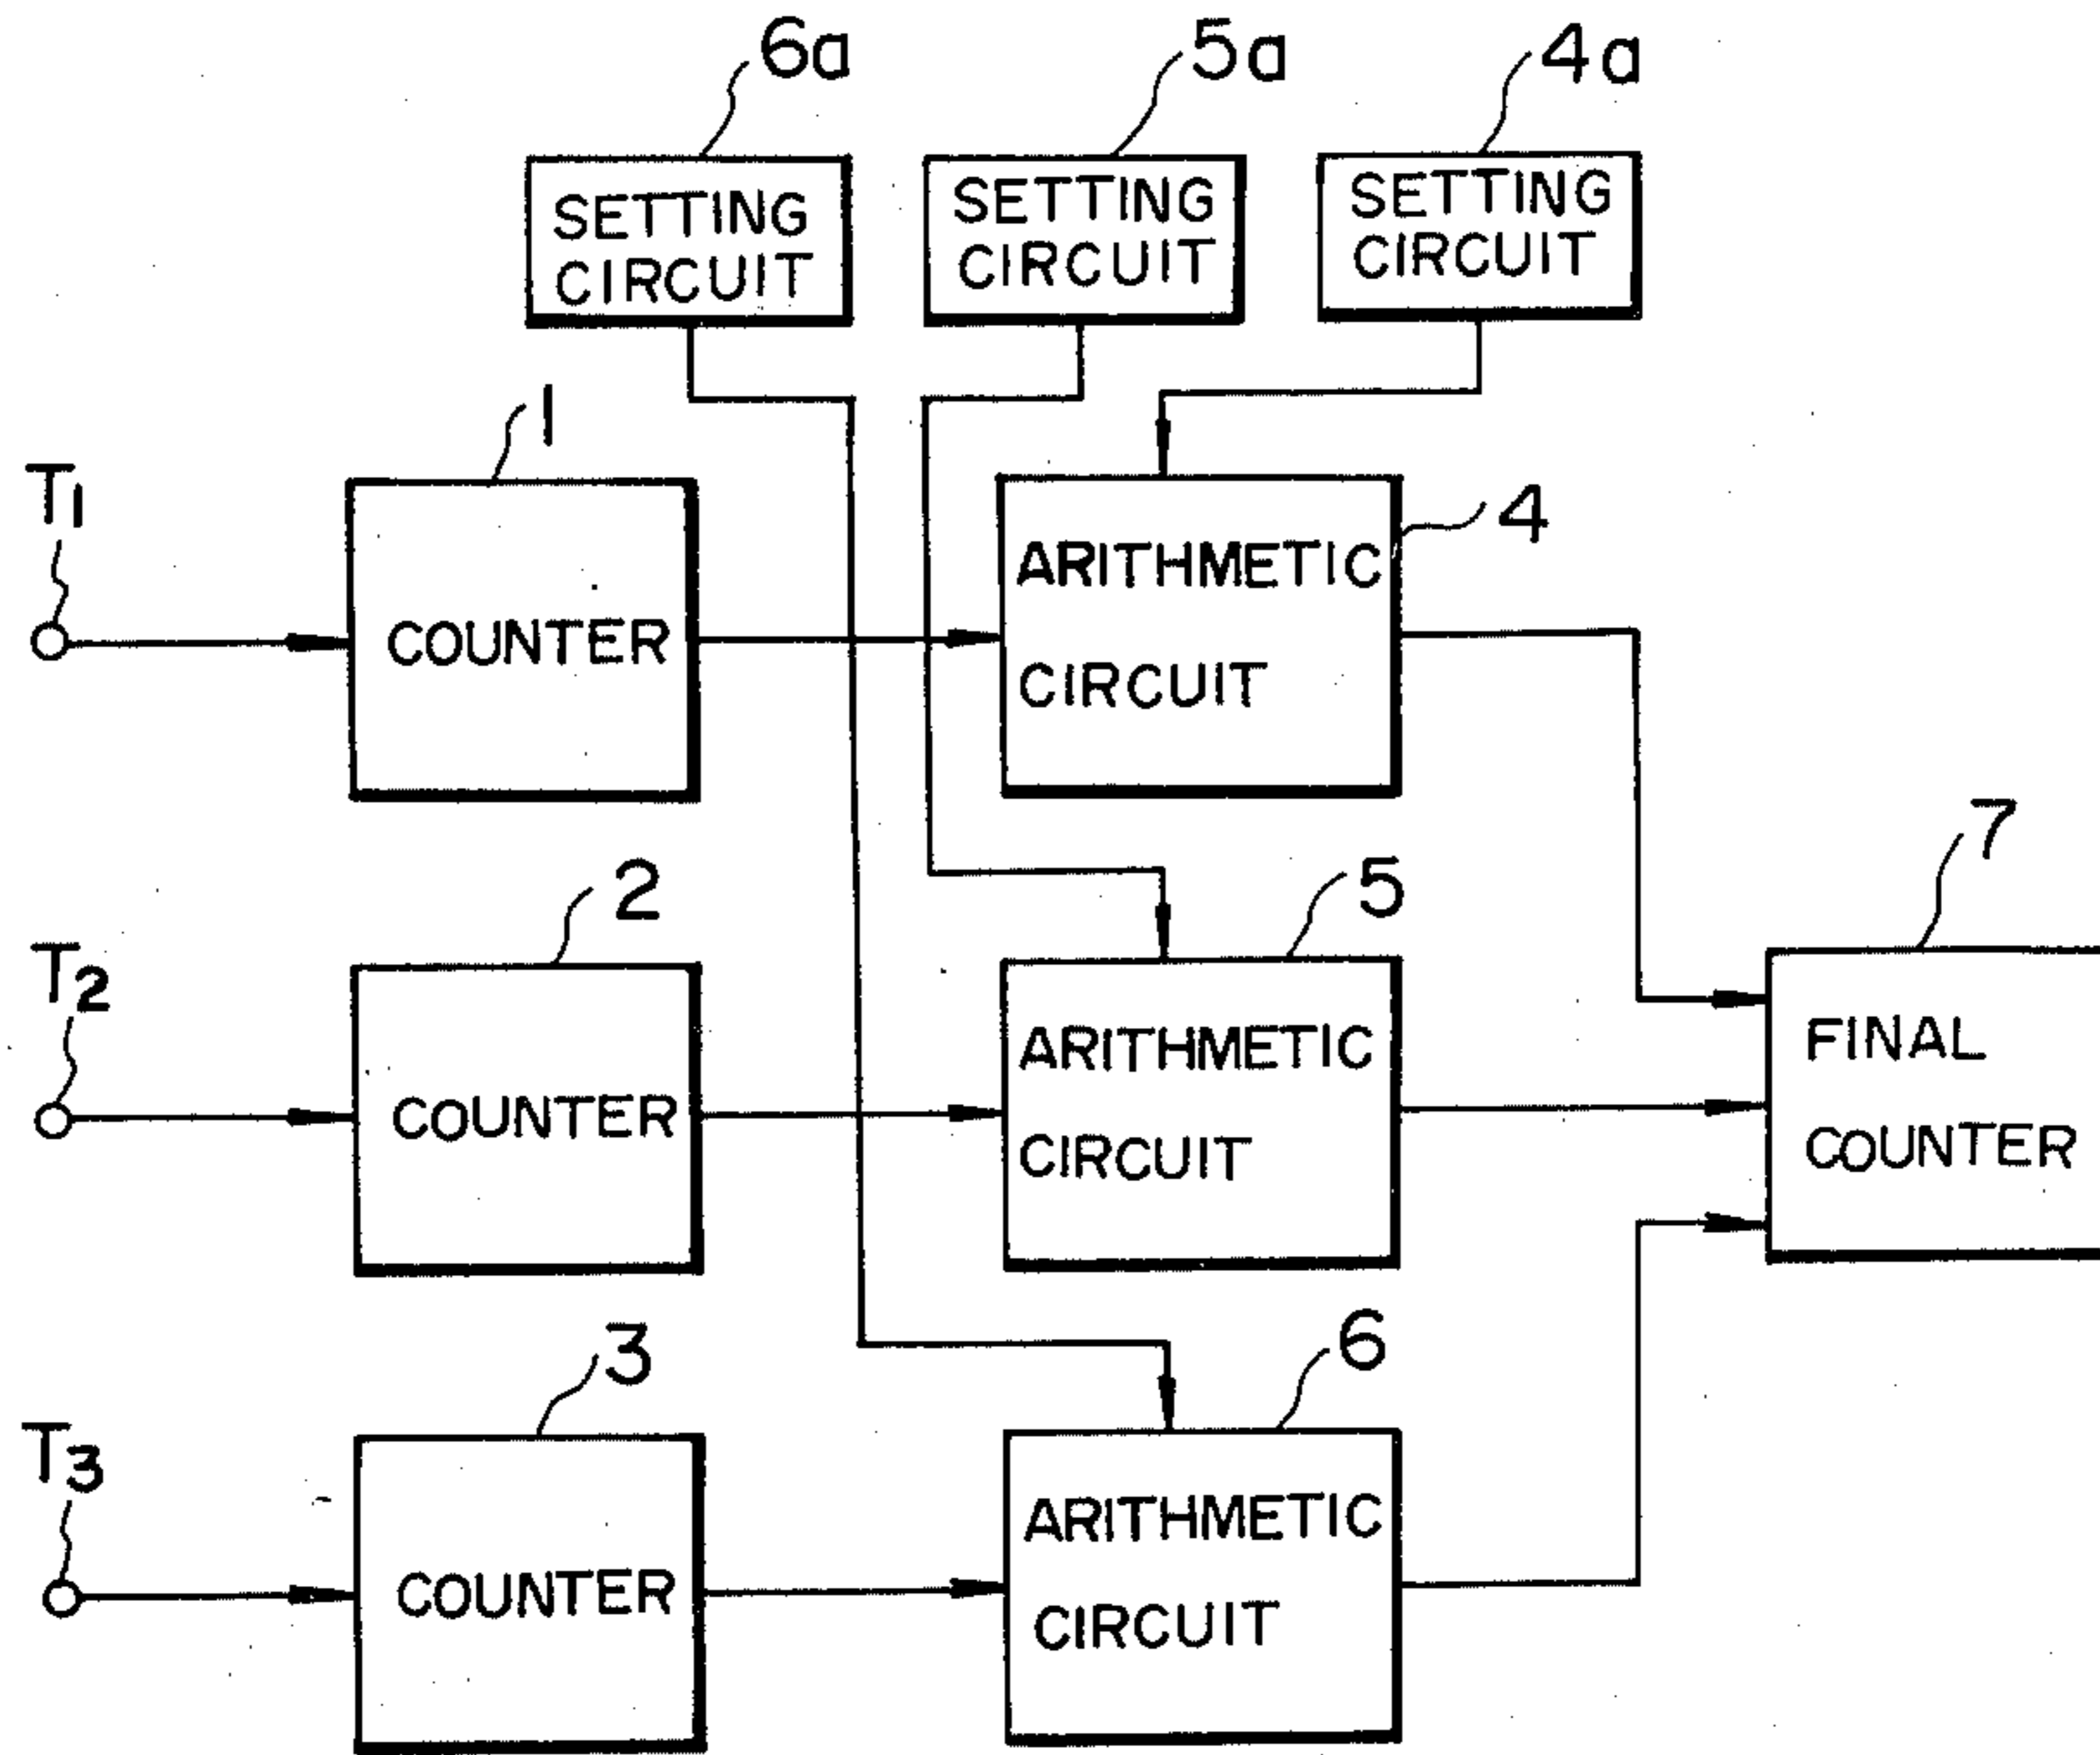 6a
5a
4a
SETTING
CIRCUIT
SETTING
CIRCUIT
SETTING
CIRCUIT
1
T1
COUNTER
4
ARITHMETIC
CIRCUIT
2
T2
COUNTER
5
ARITHMETIC
CIRCUIT
7
FINAL
COUNTER
3
T3
COUNTER
6
ARITHMETIC
CIRCUIT